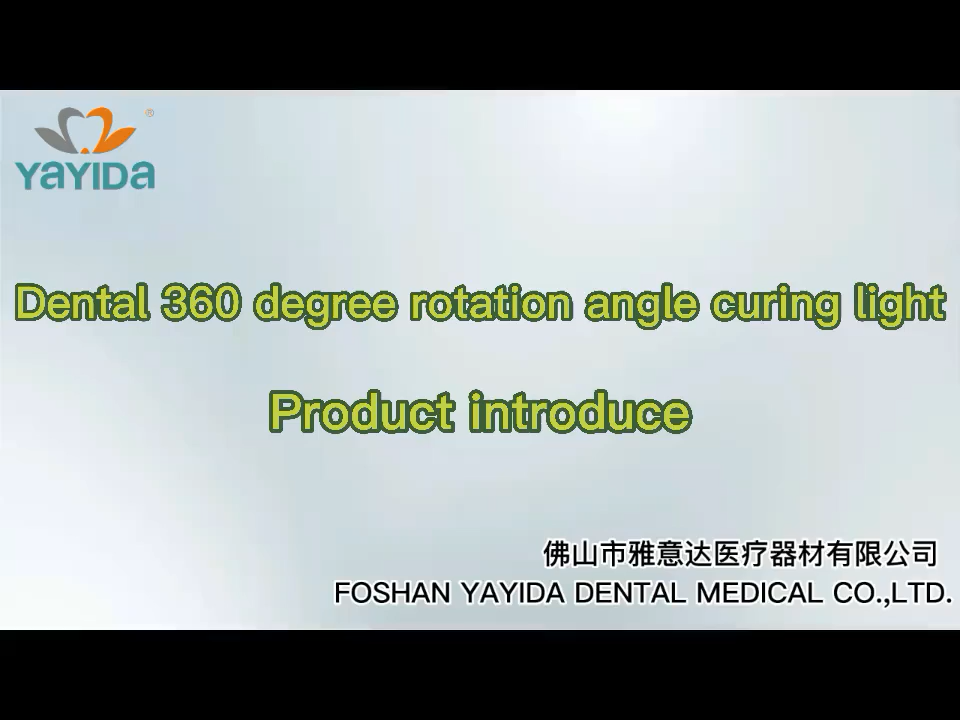 YAYIDA
®
Dental 360 degree rotation angle curing light
Product introduce
佛山市雅意达医疗器材有限公司
FOSHAN YAYIDA DENTAL MEDICAL CO.,LTD.